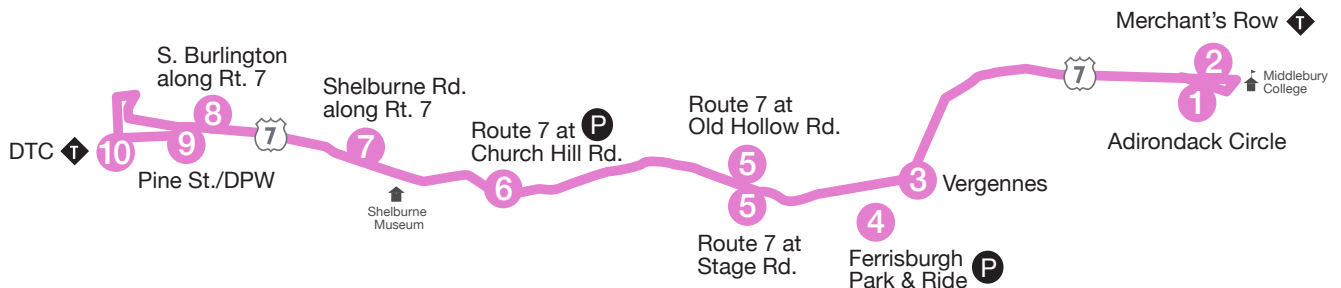 Merchant's Row T
2
7
Middlebury
College
1
Adirondack Circle
S. Burlington
along Rt. 7
8
7
Shelburne Rd.
along Rt. 7
7
Route 7 at P
Church Hill Rd.
6
Route 7 at
Old Hollow Rd.
5
5
Route 7 at
Stage Rd.
3
Vergennes
4
Ferrisburgh
Park & Ride P
DTC T
10
9
Pine St./DPW
Shelburne
Museum